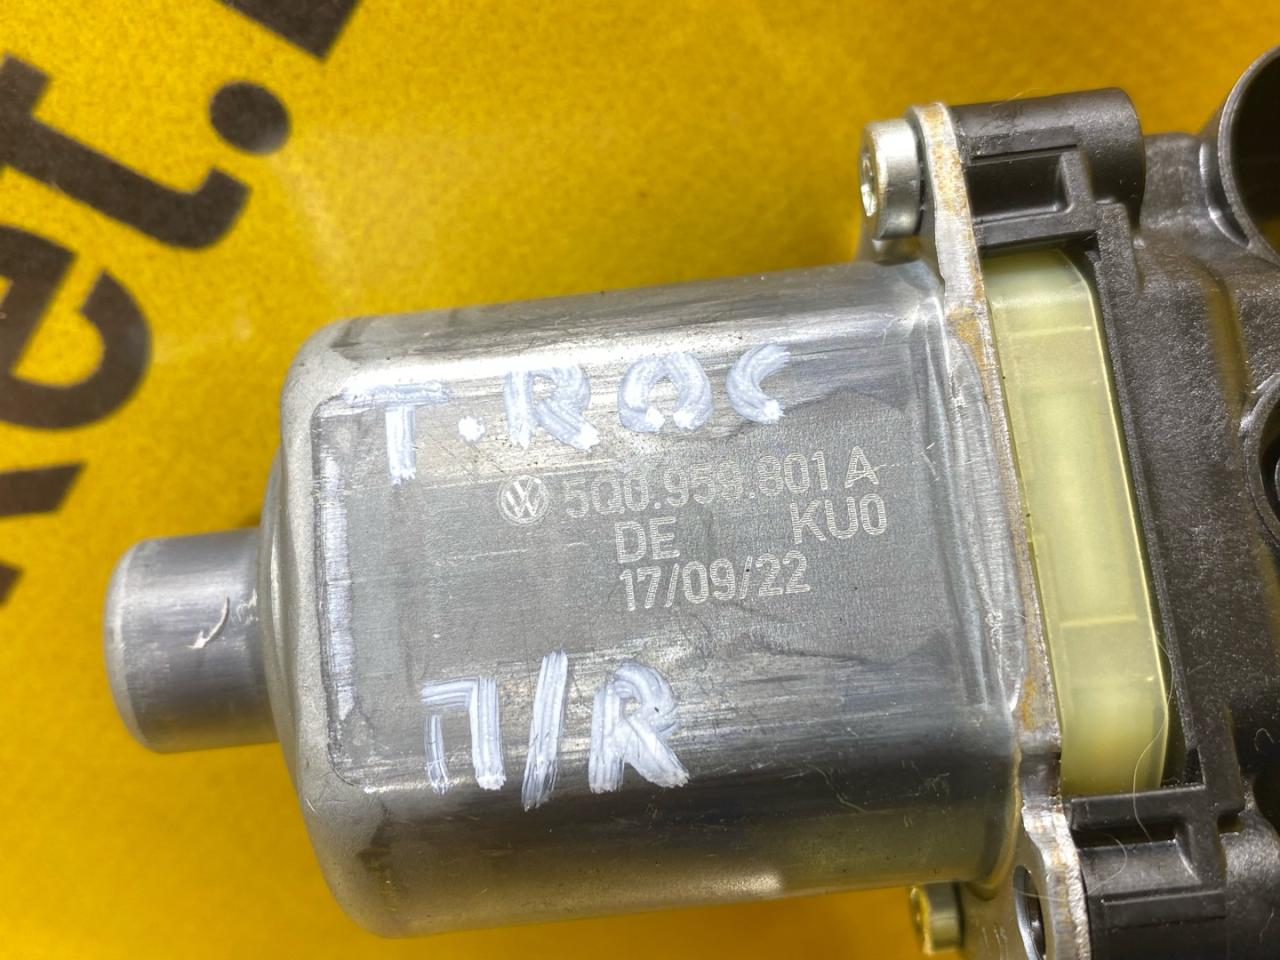 T.ROC
5Q0.959.801 A
DE KU0
17/09/22
П/R